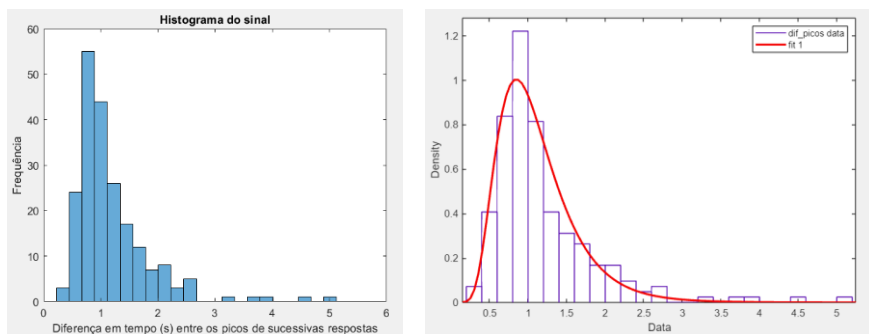 Histograma do sinal
60
50
40
30
20
10
0
Frequência
0 1 2 3 4 5 6
Diferença em tempo (s) entre os picos de sucessivas respostas
dif_picos data
fit 1
1.2
1
0.8
0.6
0.4
0.2
0
Density
0.5 1 1.5 2 2.5 3 3.5 4 4.5 5
Data